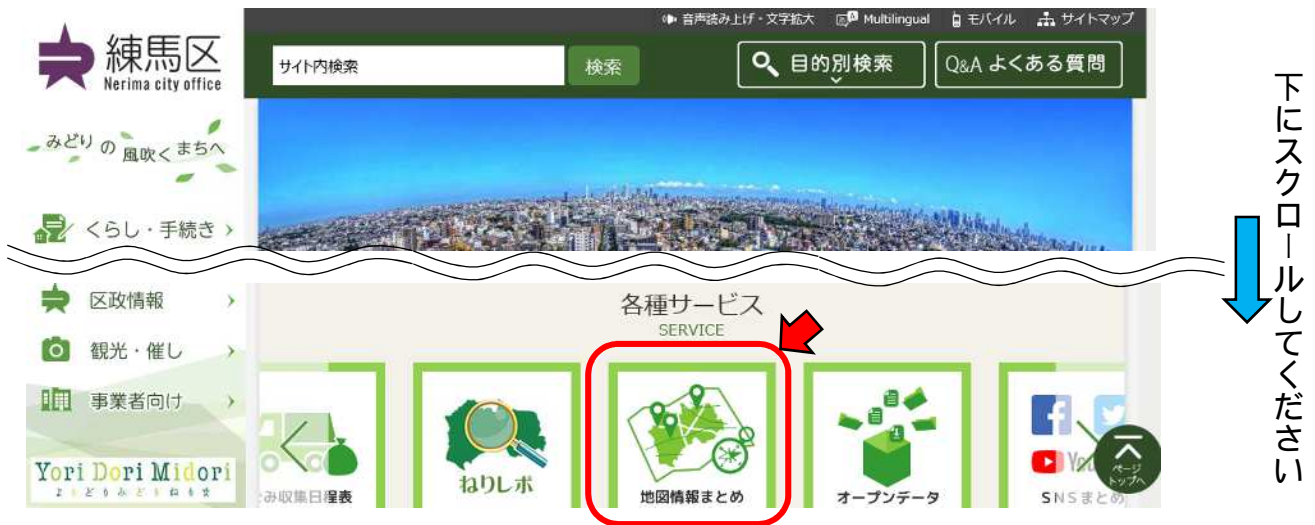 音声読み上げ・文字拡大 Multilingual モバイル サイトマップ
練馬区
Nerima city office
サイト内検索 検索 目的別検索 Q&A よくある質問
みどりの風吹くまちへ
くらし・手続き
区政情報
観光・催し
事業者向け
Yori Dori Midori
各種サービス
SERVICE
み収集日程表
ねりレポ
地図情報まとめ
オープンデータ
SNSまとめ
ページ
トップへ
下にスクロールしてください